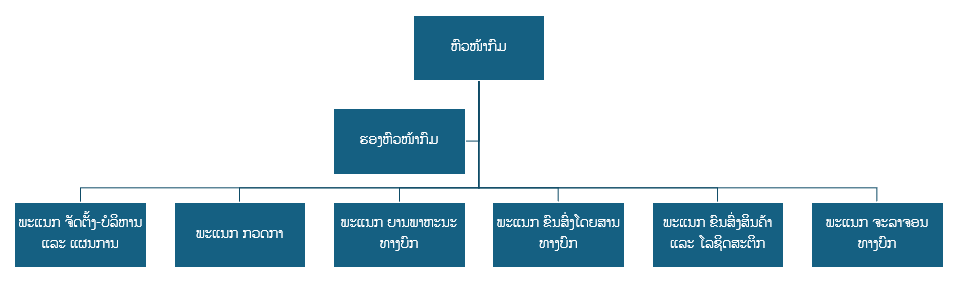 ຫົວໜ້າກົມ
ຮອງຫົວໜ້າກົມ
ພະແນກ ຈັດຕັ້ງ-ບໍລິຫານ
ແລະ ແຜນການ
ພະແນກ ກວດກາ
ພະແນກ ຍານພາຫະນະ
ທາງບົກ
ພະແນກ ຂົນສົ່ງໂດຍສານ
ທາງບົກ
ພະແນກ ຂົນສົ່ງສິນຄ້າ
ແລະ ໂລຊິດສະຕິກ
ພະແນກ ຈະລາຈອນ
ທາງບົກ